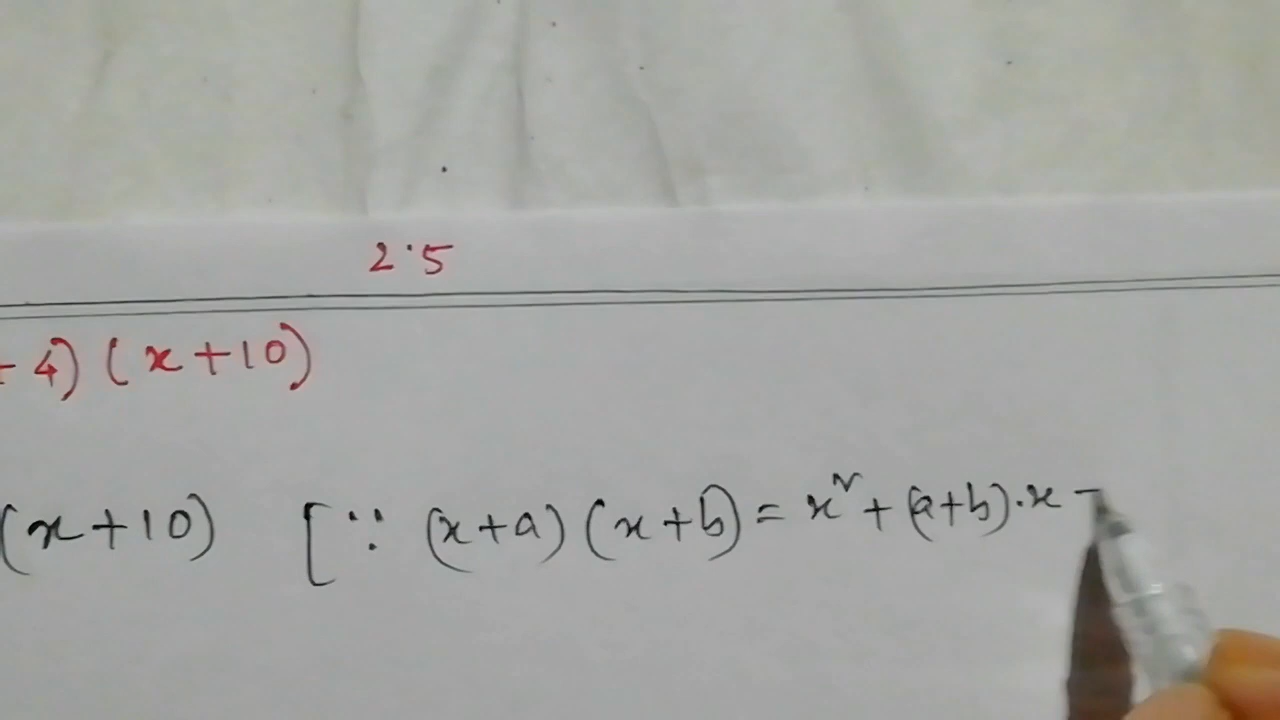 2.5
+ 4) (x+10)
(x+10) [∵ (x+a) (x+b) = x² + (a+b).x -